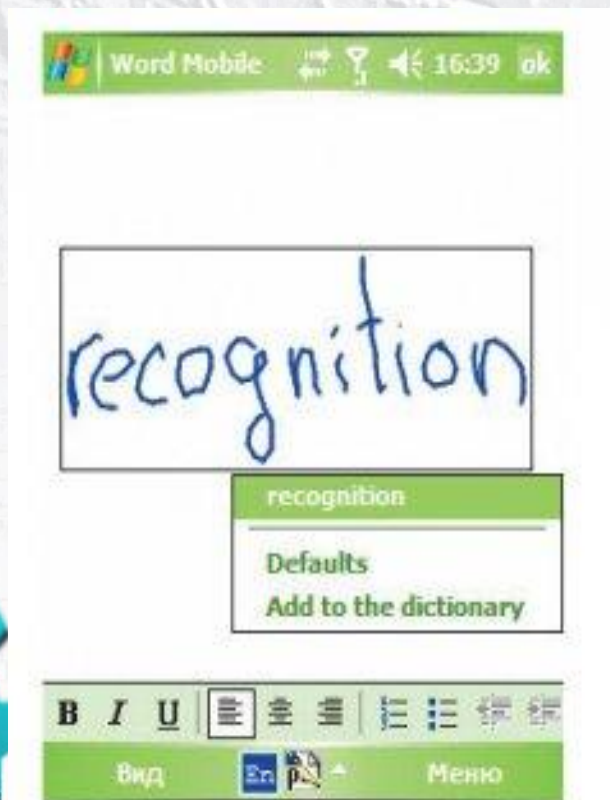 Word Mobile 16:39 ok
recognition
recognition
Defaults
Add to the dictionary
B I U
Вид En Меню